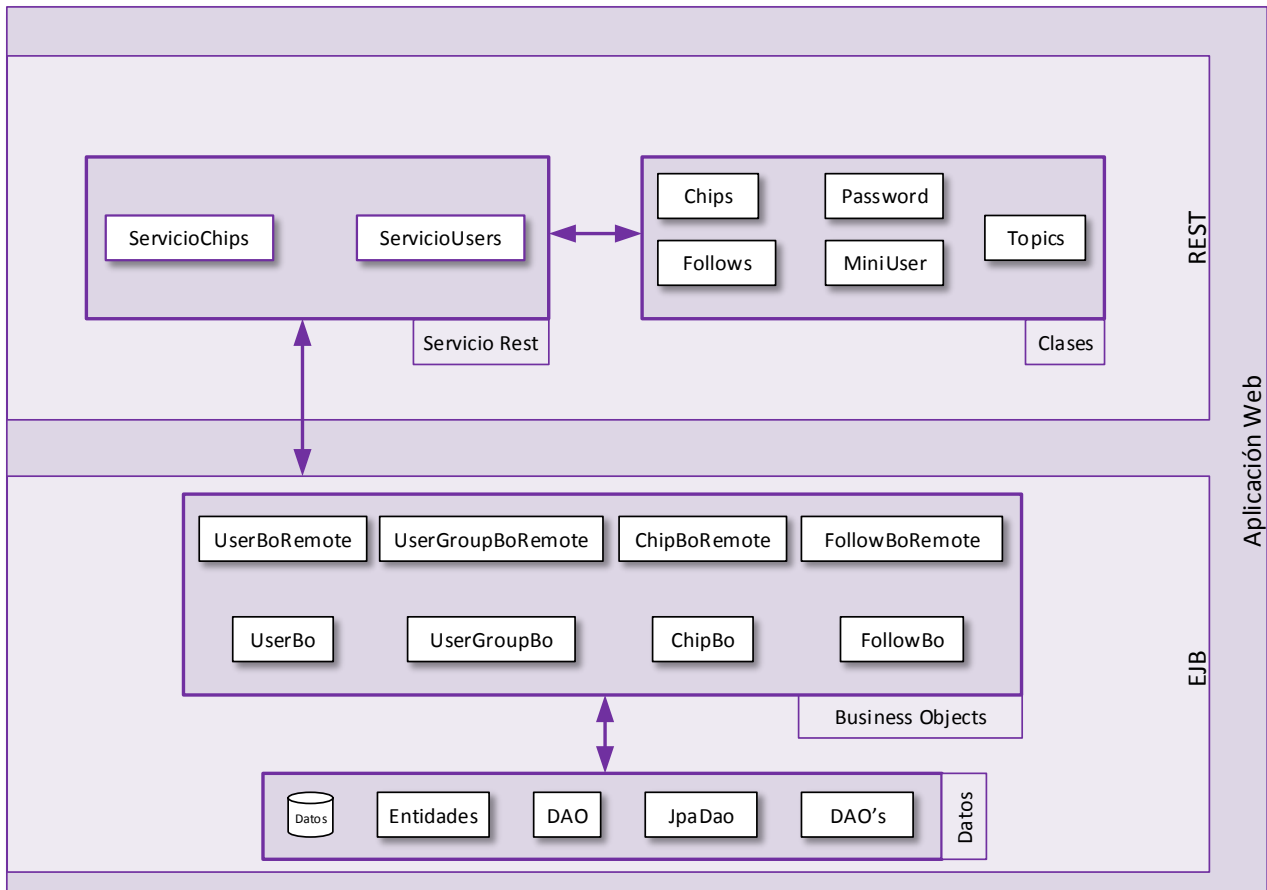 Chips
Password
ServicioChips
ServicioUsers
Topics
Follows
MiniUser
REST
Servicio Rest
Clases
Aplicación Web
UserBoRemote
UserGroupBoRemote
ChipBoRemote
FollowBoRemote
UserBo
UserGroupBo
ChipBo
FollowBo
EJB
Business Objects
Datos
Entidades
DAO
JpaDao
DAO’s
Datos